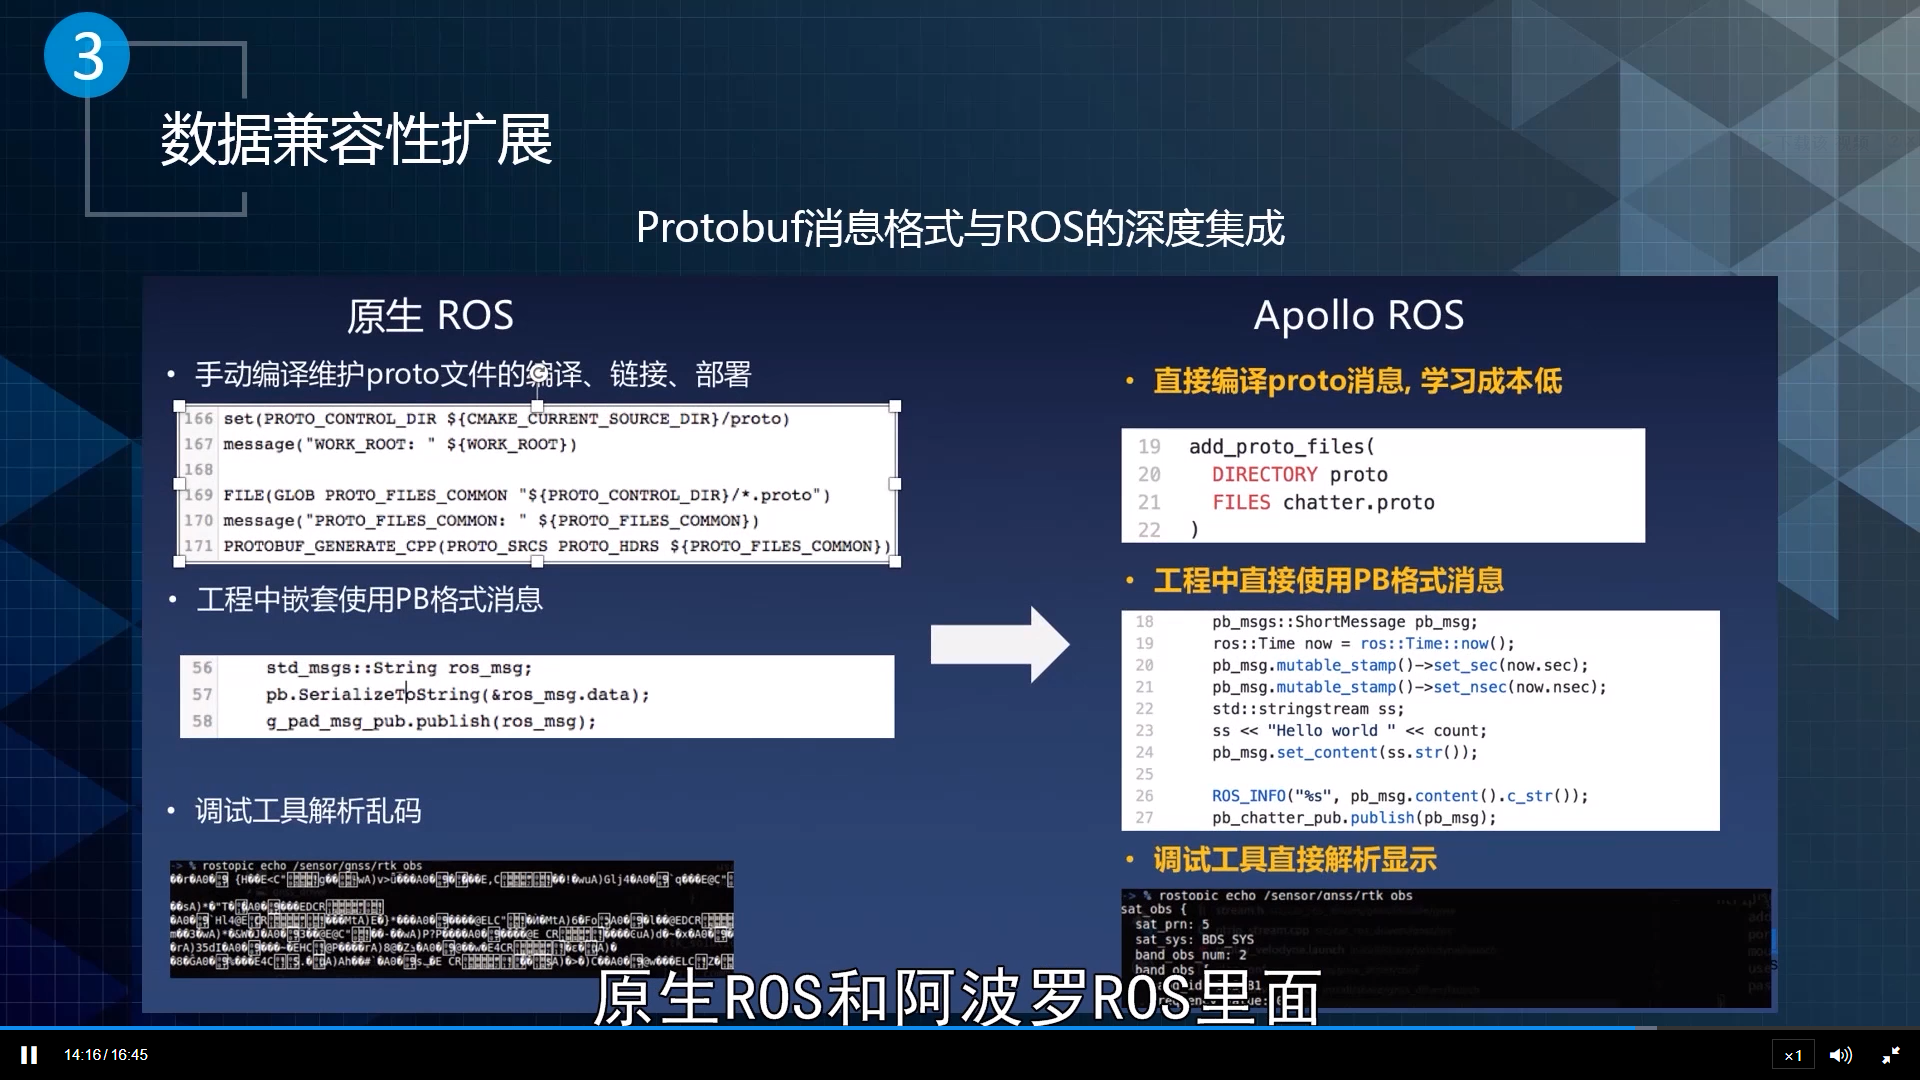 3
数据兼容性扩展
Protobuf消息格式与ROS的深度集成
原生 ROS
• 手动编译维护proto文件的编译、链接、部署
166 set(PROTO_CONTROL_DIR ${CMAKE_CURRENT_SOURCE_DIR}/proto)
167 message("WORK_ROOT: " ${WORK_ROOT})
168
169 FILE(GLOB PROTO_FILES_COMMON "${PROTO_CONTROL_DIR}/*.proto")
170 message("PROTO_FILES_COMMON: " ${PROTO_FILES_COMMON})
171 PROTOBUF_GENERATE_CPP(PROTO_SRCS PROTO_HDRS ${PROTO_FILES_COMMON})
• 工程中嵌套使用PB格式消息
56 std_msgs::String ros_msg;
57 pb.SerializeToString(&ros_msg.data);
58 g_pad_msg_pub.publish(ros_msg);
• 调试工具解析乱码
-> % rostopic echo /sensor/gnss/rtk_obs
Apollo ROS
• 直接编译proto消息, 学习成本低
19 add_proto_files(
20 DIRECTORY proto
21 FILES chatter.proto
22 )
• 工程中直接使用PB格式消息
18 pb_msgs::ShortMessage pb_msg;
19 ros::Time now = ros::Time::now();
20 pb_msg.mutable_stamp()->set_sec(now.sec);
21 pb_msg.mutable_stamp()->set_nsec(now.nsec);
22 std::stringstream ss;
23 ss << "Hello world " << count;
24 pb_msg.set_content(ss.str());
25
26 ROS_INFO("%s", pb_msg.content().c_str());
27 pb_chatter_pub.publish(pb_msg);
• 调试工具直接解析显示
-> % rostopic echo /sensor/gnss/rtk_obs
sat_obs {
sat_prn: 5
sat_sys: BDS_SYS
band_obs_num: 2
band_obs {
原生ROS和阿波罗ROS里面
14:16/16:45
×1